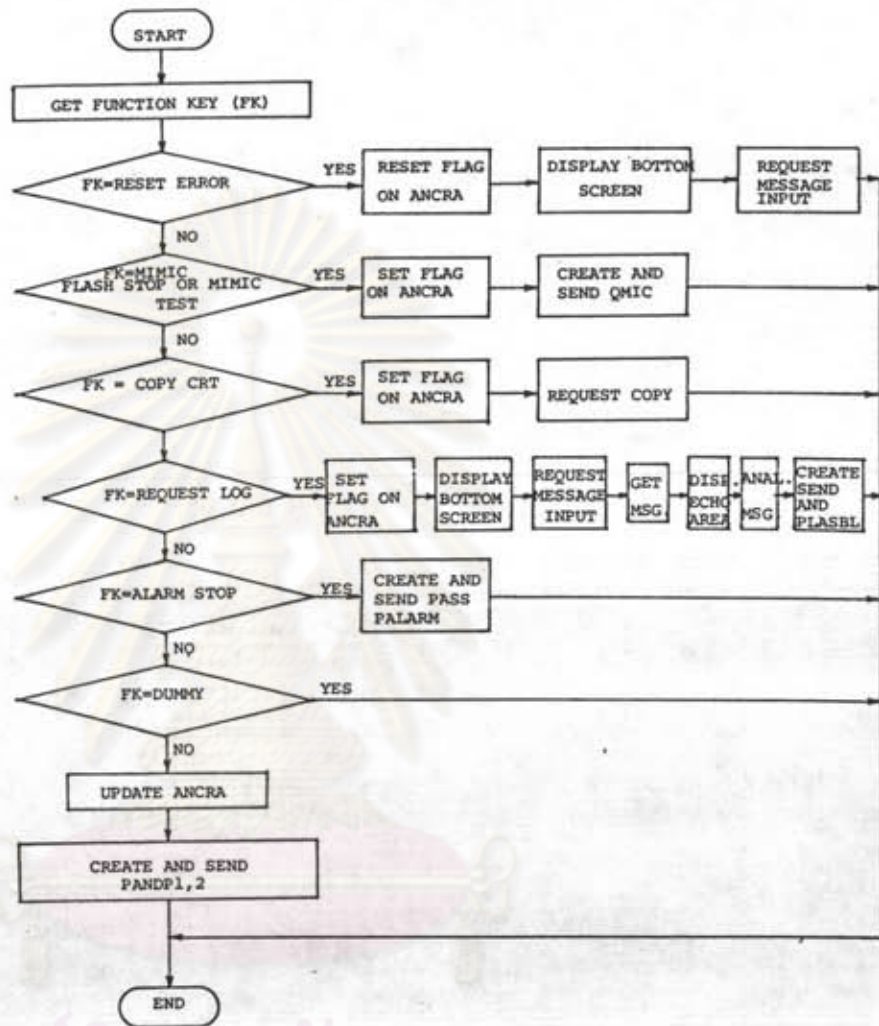 START
GET FUNCTION KEY (FK)
FK=RESET ERROR
YES
RESET FLAG
ON ANCRA
DISPLAY BOTTOM
SCREEN
REQUEST
MESSAGE
INPUT
NO
FK=MIMIC
FLASH STOP OR MIMIC
TEST
YES
SET FLAG
ON ANCRA
CREATE AND
SEND QMIC
NO
FK = COPY CRT
YES
SET FLAG
ON ANCRA
REQUEST COPY
FK=REQUEST LOG
YES
SET
FLAG ON
ANCRA
DISPLAY
BOTTOM
SCREEN
REQUEST
MESSAGE
INPUT
GET
MSG.
DISP.
ECHO
AREA
ANAL.
MSG
CREATE
SEND
AND
PLASBL
NO
FK=ALARM STOP
YES
CREATE AND
SEND PASS
PALARM
NO
FK=DUMMY
YES
NO
UPDATE ANCRA
CREATE AND SEND
PANDP1,2
END